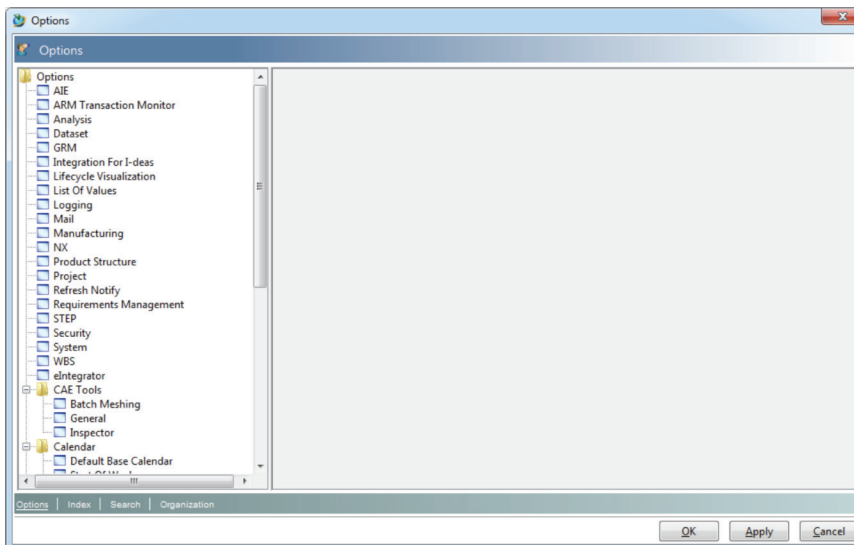 Options
Options
Options
AIE
ARM Transaction Monitor
Analysis
Dataset
GRM
Integration For I-deas
Lifecycle Visualization
List Of Values
Logging
Mail
Manufacturing
NX
Product Structure
Project
Refresh Notify
Requirements Management
STEP
Security
System
WBS
eIntegrator
CAE Tools
Batch Meshing
General
Inspector
Calendar
Default Base Calendar
Options | Index | Search | Organization
OK Apply Cancel